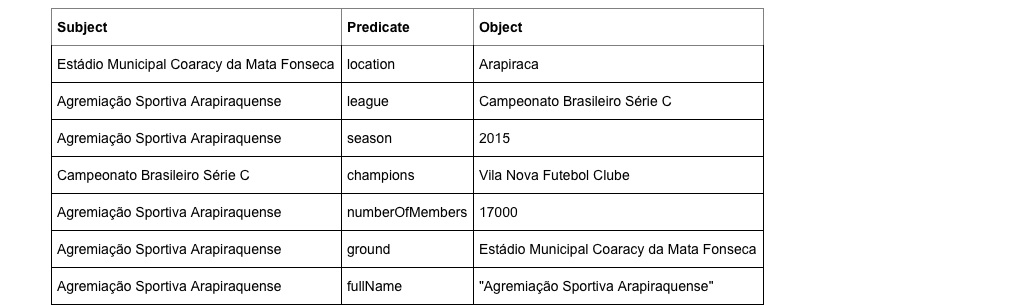 Subject Predicate Object
Estádio Municipal Coaracy da Mata Fonseca location Arapiraca
Agremiação Sportiva Arapiraquense league Campeonato Brasileiro Série C
Agremiação Sportiva Arapiraquense season 2015
Campeonato Brasileiro Série C champions Vila Nova Futebol Clube
Agremiação Sportiva Arapiraquense numberOfMembers 17000
Agremiação Sportiva Arapiraquense ground Estádio Municipal Coaracy da Mata Fonseca
Agremiação Sportiva Arapiraquense fullName "Agremiação Sportiva Arapiraquense"